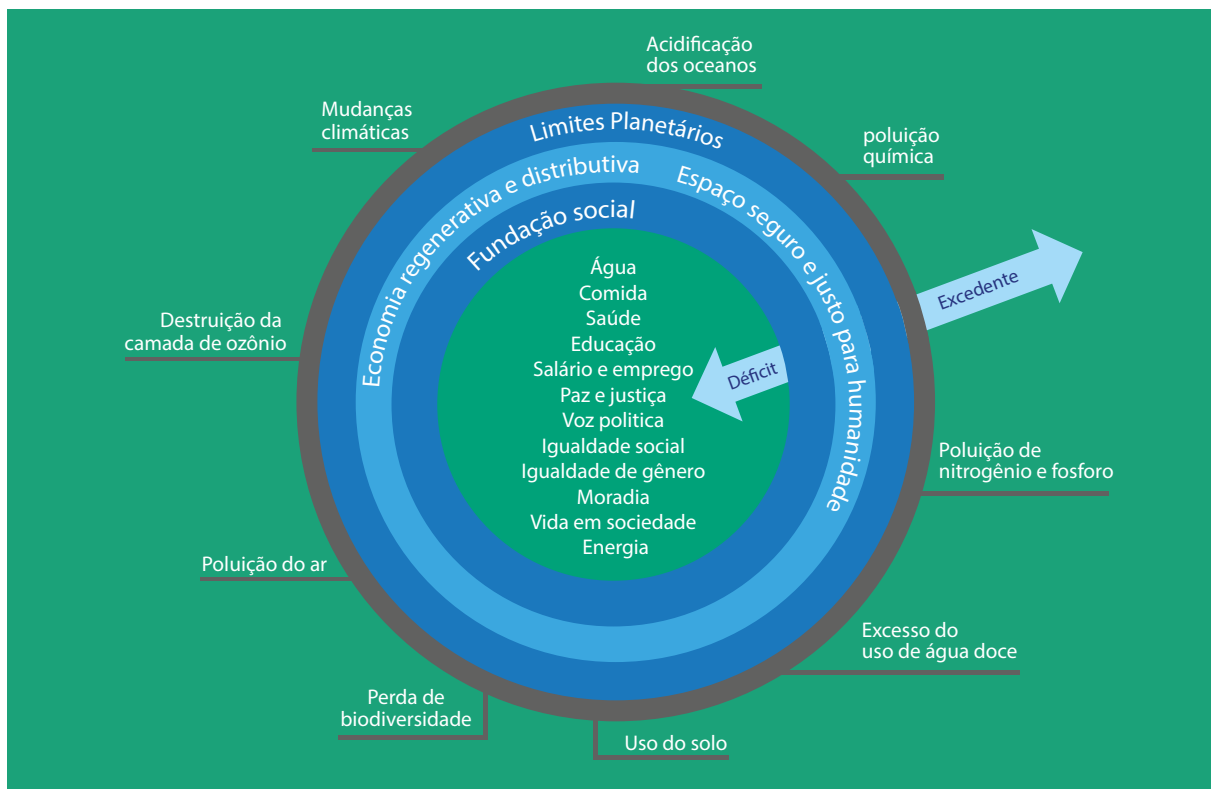 Acidificação
dos oceanos
Mudanças
climáticas
Limites Planetários
poluição
química
Economia regenerativa e distributiva
Espaço seguro e justo para humanidade
Fundação social
Excedente
Água
Comida
Saúde
Educação
Salário e emprego
Paz e justiça
Voz politica
Igualdade social
Igualdade de gênero
Moradia
Vida em sociedade
Energia
Déficit
Destruição da
camada de ozônio
Poluição de
nitrogênio e fosforo
Poluição do ar
Excesso do
uso de água doce
Perda de
biodiversidade
Uso do solo